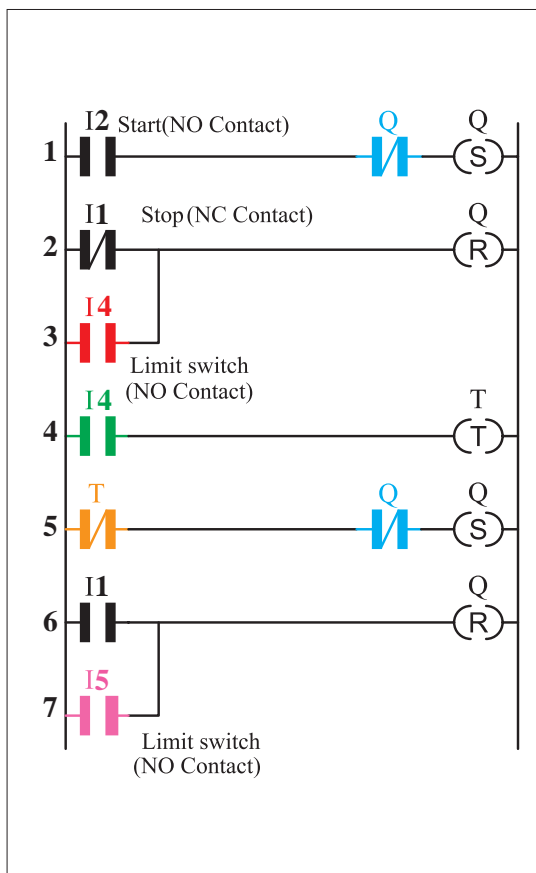 I2 Start(NO Contact) Q Q
1 S
I1 Stop (NC Contact) Q
2 R
I4
3
Limit switch
(NO Contact)
I4 T
4 T
T Q Q
5 S
I1 Q
6 R
I5
7
Limit switch
(NO Contact)